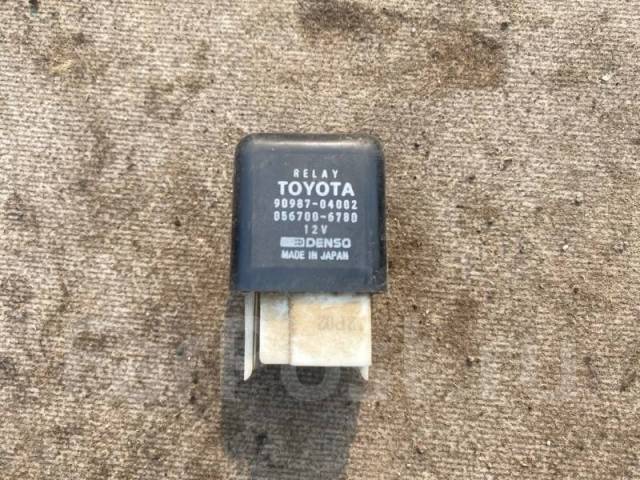 RELAY
TOYOTA
90987-04002
056700-6780
12V
DENSO
MADE IN JAPAN